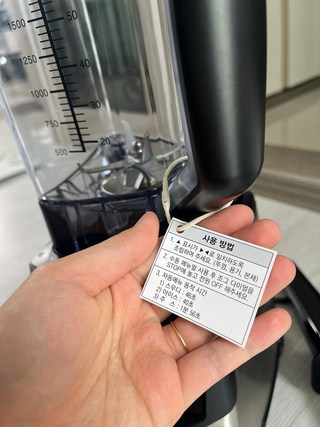 1500
50
1250
40
1000
30
750
500
20
사용 방법
1. ▲ 표시가 ▶◀로 일치하도록
조립하여 주세요. (뚜껑, 용기, 본체)
2. 수동 메뉴얼 사용 후 조그 다이얼을
STOP에 놓고 전원 OFF 해주세요.
3. 자동메뉴 동작 시간
1) 스무디 : 46초
2) 아이스 : 40초
3) 주 스 : 1분 56초